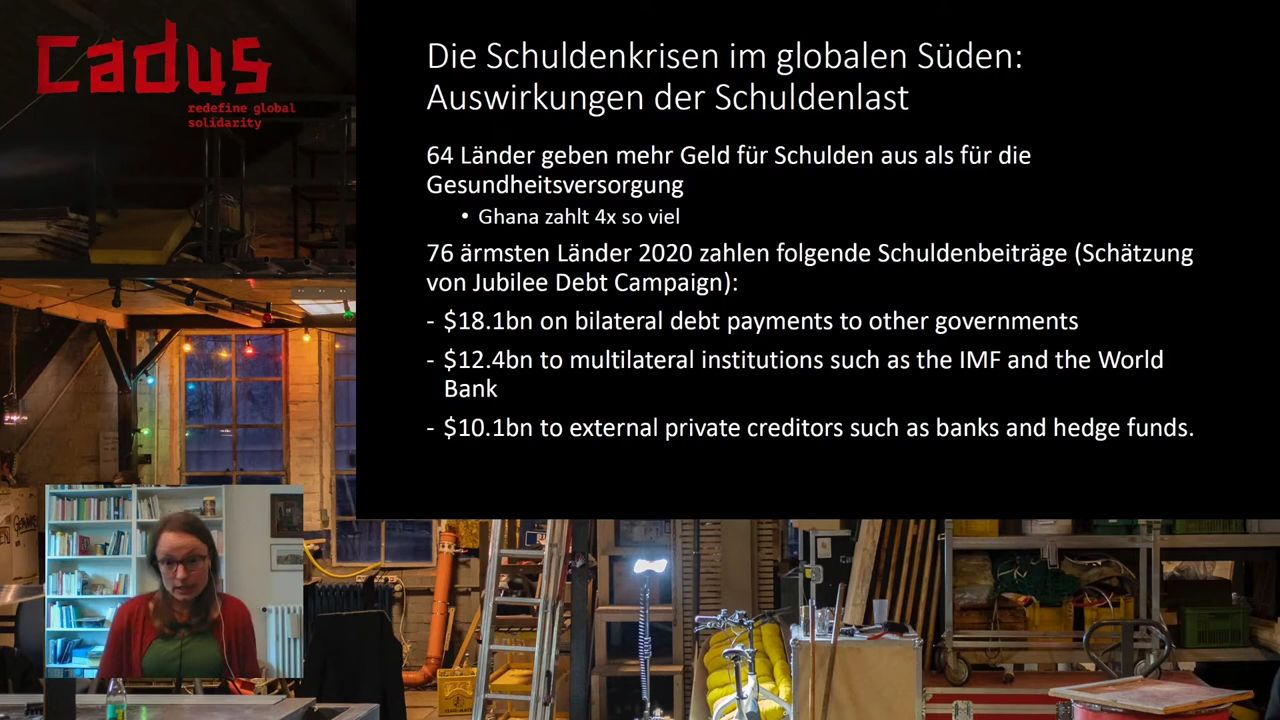 cadus
redefine global
solidarity
Die Schuldenkrisen im globalen Süden:
Auswirkungen der Schuldenlast
64 Länder geben mehr Geld für Schulden aus als für die
Gesundheitsversorgung
• Ghana zahlt 4x so viel
76 ärmsten Länder 2020 zahlen folgende Schuldenbeiträge (Schätzung
von Jubilee Debt Campaign):
- $18.1bn on bilateral debt payments to other governments
- $12.4bn to multilateral institutions such as the IMF and the World
Bank
- $10.1bn to external private creditors such as banks and hedge funds.